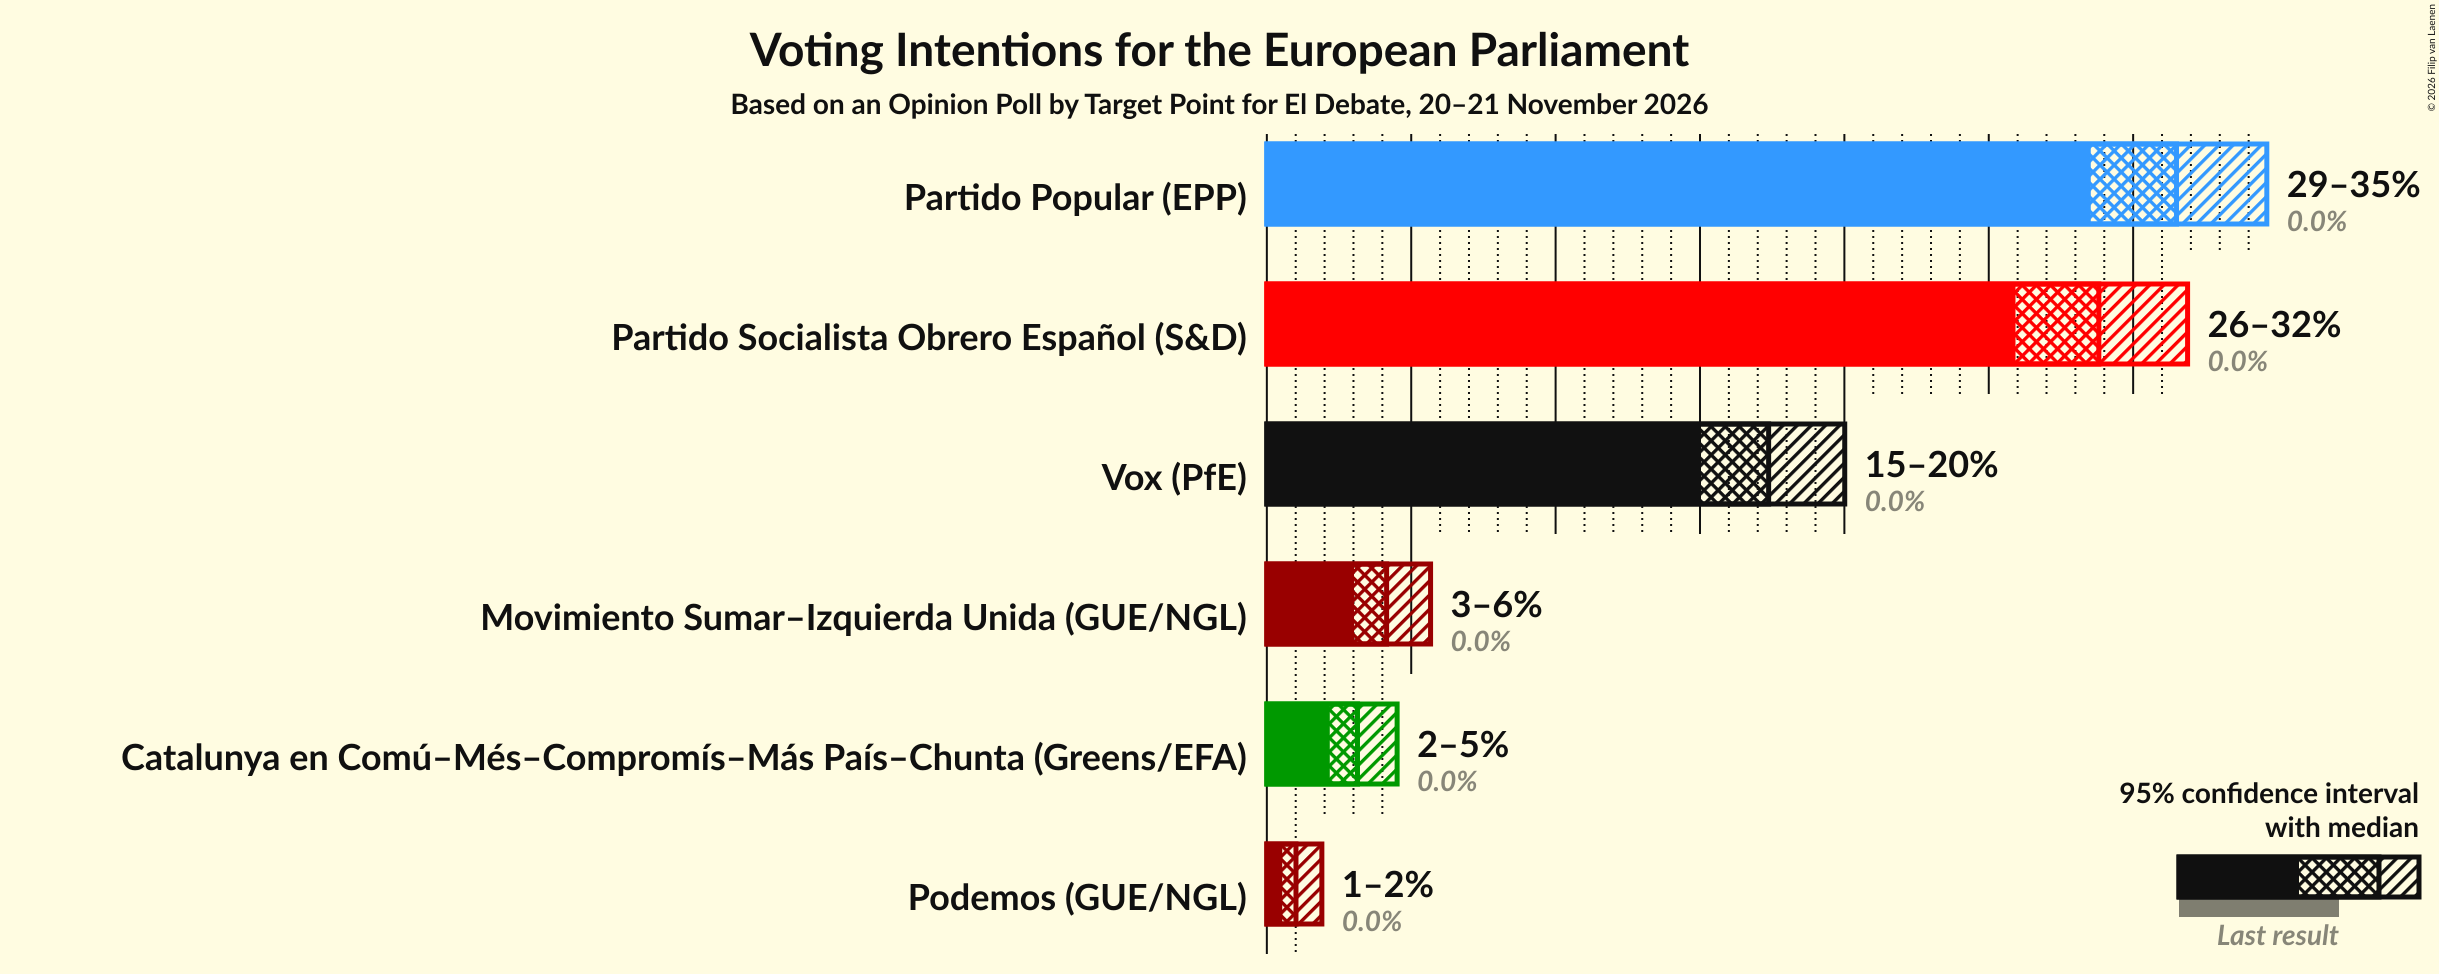 Voting Intentions for the European Parliament
Based on an Opinion Poll by Target Point for El Debate, 20–21 November 2026
© 2026 Filip van Laenen
Partido Popular (EPP)
29–35%
0.0%
Partido Socialista Obrero Español (S&D)
26–32%
0.0%
Vox (PfE)
15–20%
0.0%
Movimiento Sumar–Izquierda Unida (GUE/NGL)
3–6%
0.0%
Catalunya en Comú–Més–Compromís–Más País–Chunta (Greens/EFA)
2–5%
0.0%
Podemos (GUE/NGL)
1–2%
0.0%
95% confidence interval
with median
Last result